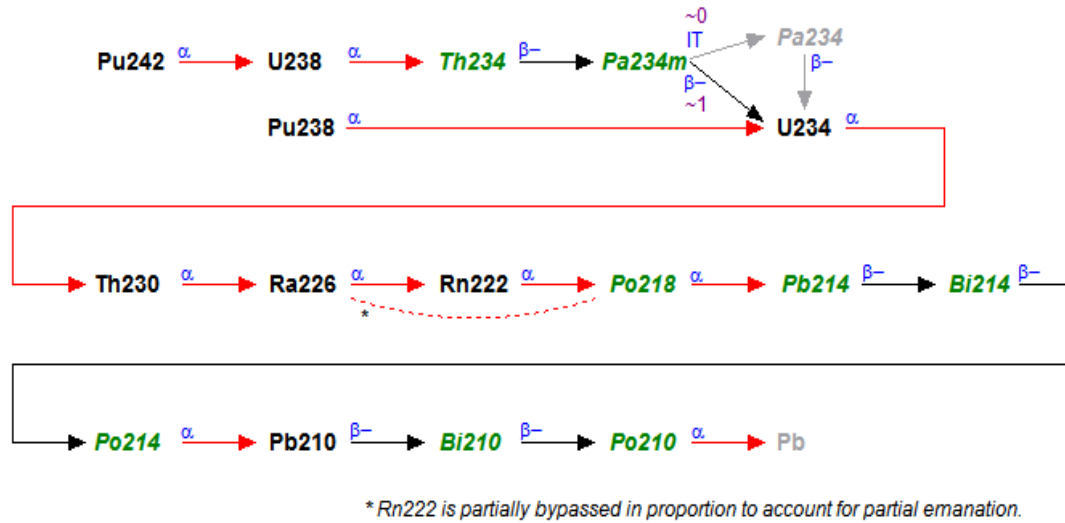 ~0
Pu242 α U238 α Th234 β− Pa234m IT Pa234
β− β−
~1
Pu238 α U234 α
Th230 α Ra226 α Rn222 α Po218 α Pb214 β− Bi214 β−
*
Po214 α Pb210 β− Bi210 β− Po210 α Pb
* Rn222 is partially bypassed in proportion to account for partial emanation.